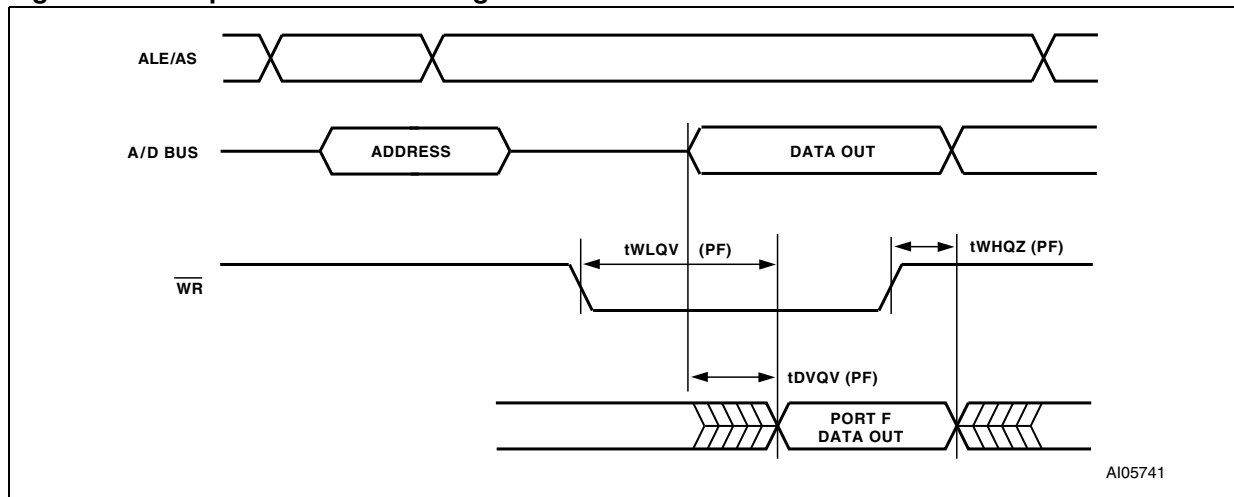 ALE/AS
A/D BUS
ADDRESS
DATA OUT
tWLQV (PF)
tWHQZ (PF)
WR
tDVQV (PF)
PORT F
DATA OUT
AI05741